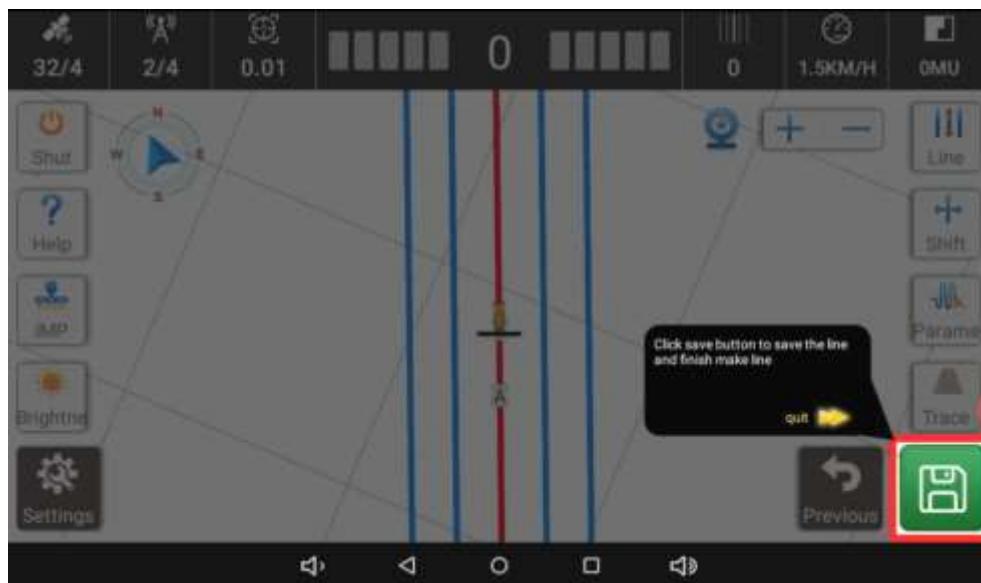 32/4
2/4
0.01
0
0
1.5KM/H
0MU
Shut
Help
IMP
Brightne
Settings
N
W
E
S
A
Line
Shift
Parame
Trace
Click save button to save the line
and finish make line
quit
Previous